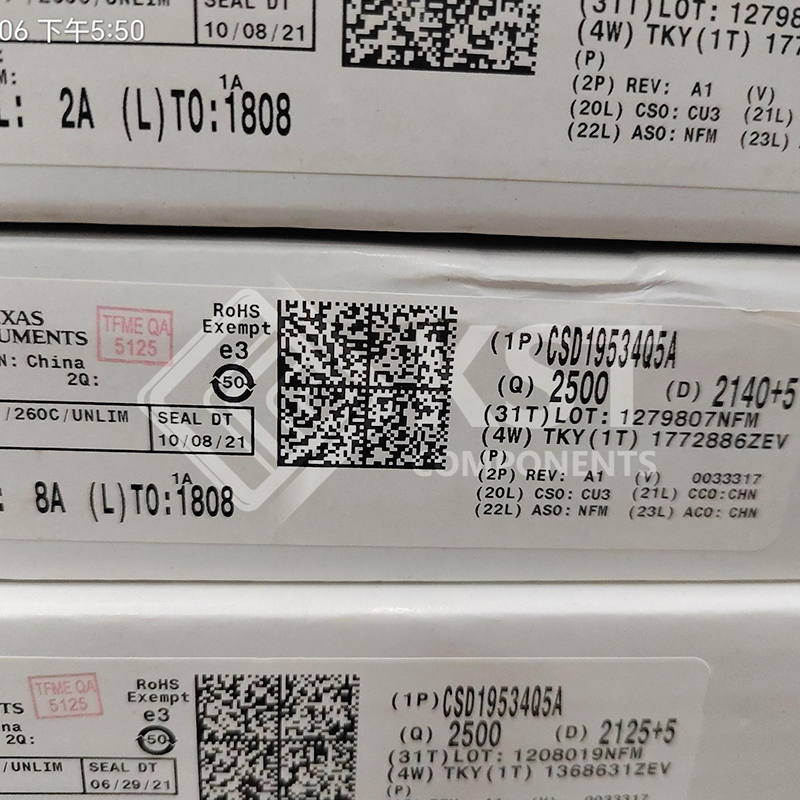 06 下午5:50
SEAL DT
10/08/21
2A (L)TO:1808
1A
(31T)LOT: 12798
(4W) TKY(1T) 177
(P)
(2P) REV: A1 (V)
(20L) CSO: CU3 (21L)
(22L) ASO: NFM (23L)
XAS
UMENTS
N: China
2Q:
TFME QA
5125
RoHS
Exempt
e3
50
/260C/UNLIM
SEAL DT
10/08/21
8A (L)TO:1808
1A
(1P)CSD19534Q5A
(Q) 2500 (D) 2140+5
(31T)LOT: 1279807NFM
(4W) TKY(1T) 1772886ZEV
(P)
(2P) REV: A1 (V) 0033317
(20L) CSO: CU3 (21L) CCO: CHN
(22L) ASO: NFM (23L) ACO: CHN
COMPONENTS
TS
na
2Q:
TFME QA
5125
RoHS
Exempt
e3
50
/UNLIM
SEAL DT
06/29/21
(1P)CSD19534Q5A
(Q) 2500 (D) 2125+5
(31T)LOT: 1208019NFM
(4W) TKY(1T) 1368631ZEV
(P)